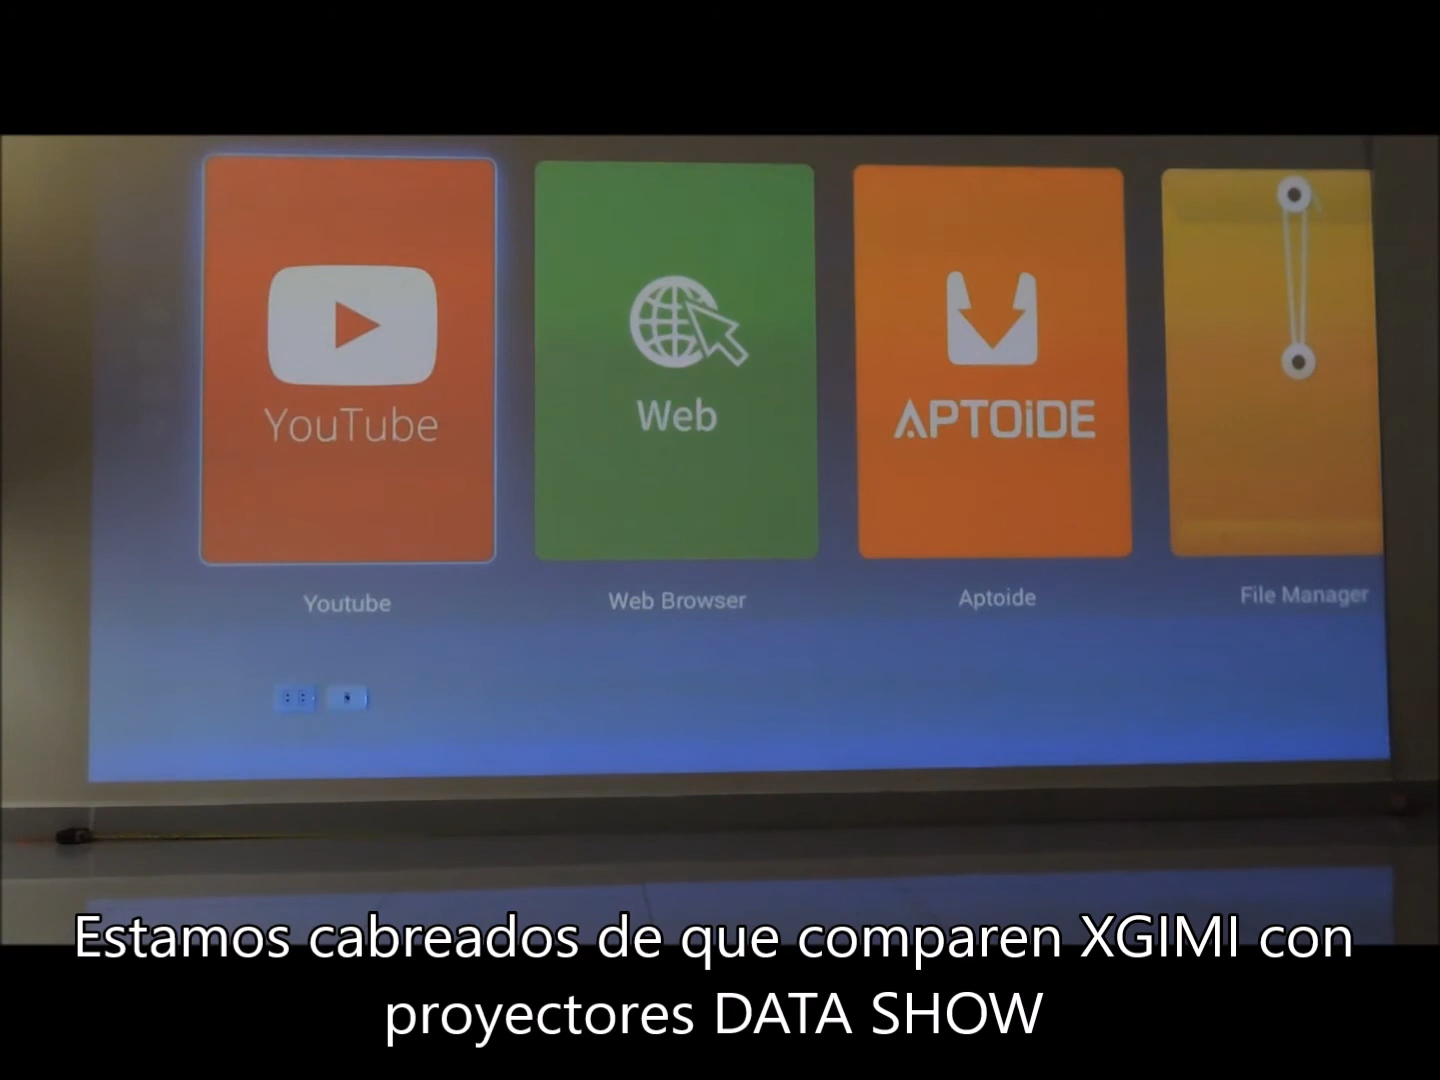 YouTube
Web
APTOiDE
Youtube
Web Browser
Aptoide
File Manager
Estamos cabreados de que comparen XGIMI con
proyectores DATA SHOW